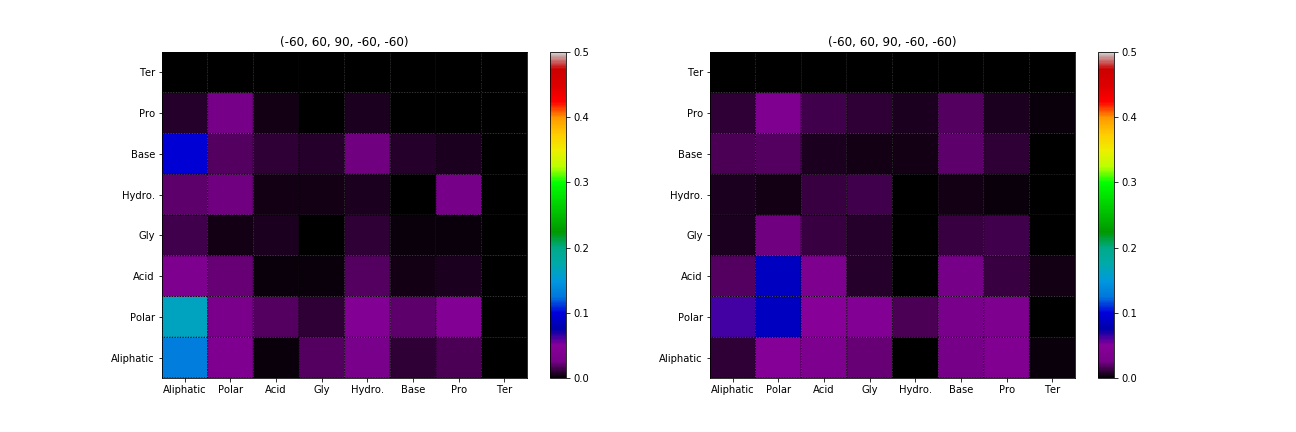 (-60, 60, 90, -60, -60)
Ter
Pro
Base
Hydro.
Gly
Acid
Polar
Aliphatic
Aliphatic Polar Acid Gly Hydro. Base Pro Ter
0.5
0.4
0.3
0.2
0.1
0.0
(-60, 60, 90, -60, -60)
Ter
Pro
Base
Hydro.
Gly
Acid
Polar
Aliphatic
Aliphatic Polar Acid Gly Hydro. Base Pro Ter
0.5
0.4
0.3
0.2
0.1
0.0